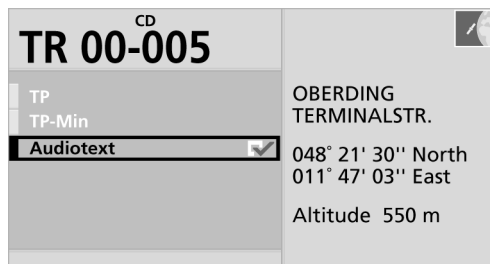 CD
TR 00-005
TP
TP-Min
Audiotext
OBERDING
TERMINALSTR.
048° 21' 30'' North
011° 47' 03'' East
Altitude 550 m